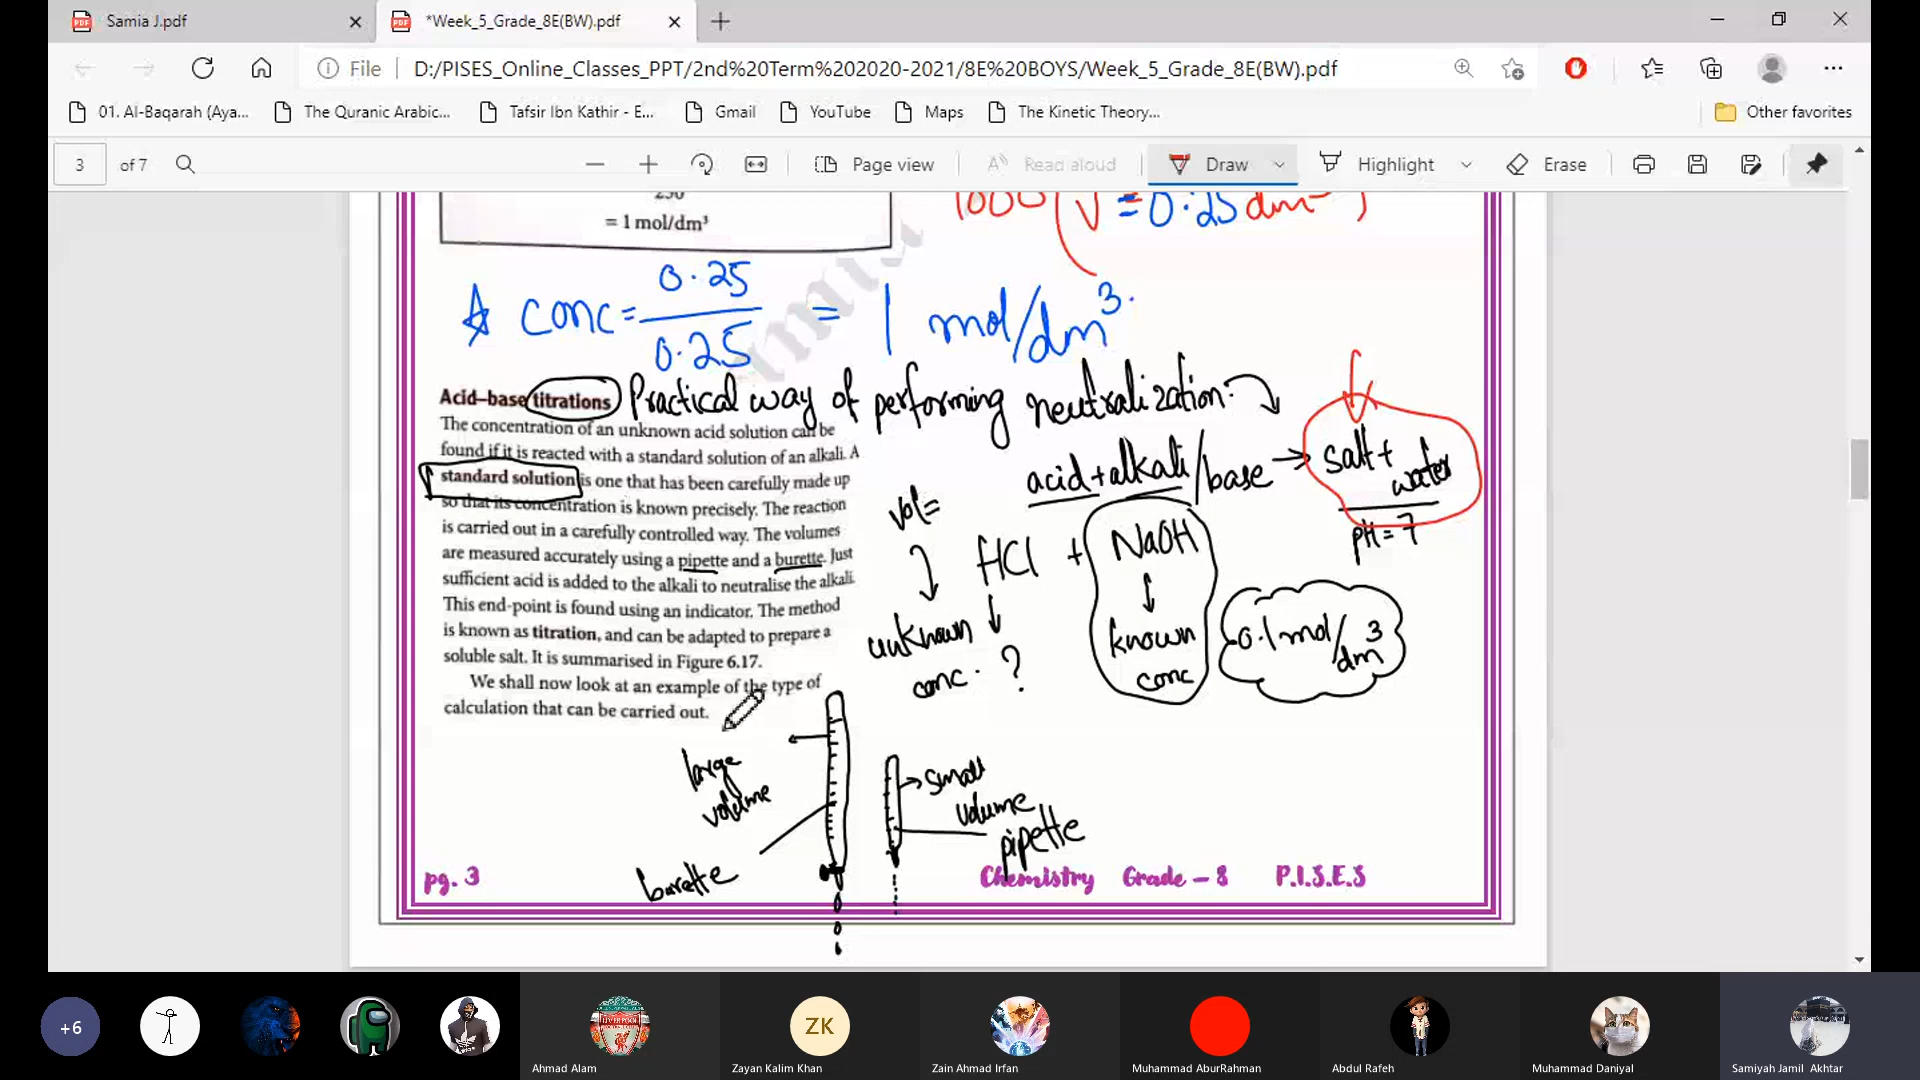 Samia J.pdf
*Week_5_Grade_8E(BW).pdf
File
D:/PISES_Online_Classes_PPT/2nd%20Term%202020-2021/8E%20BOYS/Week_5_Grade_8E(BW).pdf
01. Al-Baqarah (Aya...
The Quranic Arabic...
Tafsir Ibn Kathir - E...
Gmail
YouTube
Maps
The Kinetic Theory...
Other favorites
3 of 7
Page view
Read aloud
Draw
Highlight
Erase
250
= 1 mol/dm³
1000 ( V = 0.25 dm³ )
conc = 0.25
0.25
= 1 mol/dm³.
Acid–base titrations
Practical way of performing neutralization.
The concentration of an unknown acid solution can be
found if it is reacted with a standard solution of an alkali. A
standard solution is one that has been carefully made up
so that its concentration is known precisely. The reaction
is carried out in a carefully controlled way. The volumes
are measured accurately using a pipette and a burette. Just
sufficient acid is added to the alkali to neutralise the alkali.
This end-point is found using an indicator. The method
is known as titration, and can be adapted to prepare a
soluble salt. It is summarised in Figure 6.17.
We shall now look at an example of the type of
calculation that can be carried out.
acid + alkali/base → salt + water
pH = 7
vol =
HCl + NaOH
unknown
conc. ?
known
conc
0.1 mol/dm³
large
volume
burette
small
volume
pipette
pg. 3
Chemistry Grade – 8 P.I.S.E.S
+6
ZK
Ahmad Alam
Zayan Kalim Khan
Zain Ahmad Irfan
Muhammad AburRahman
Abdul Rafeh
Muhammad Daniyal
Samiyah Jamil Akhtar